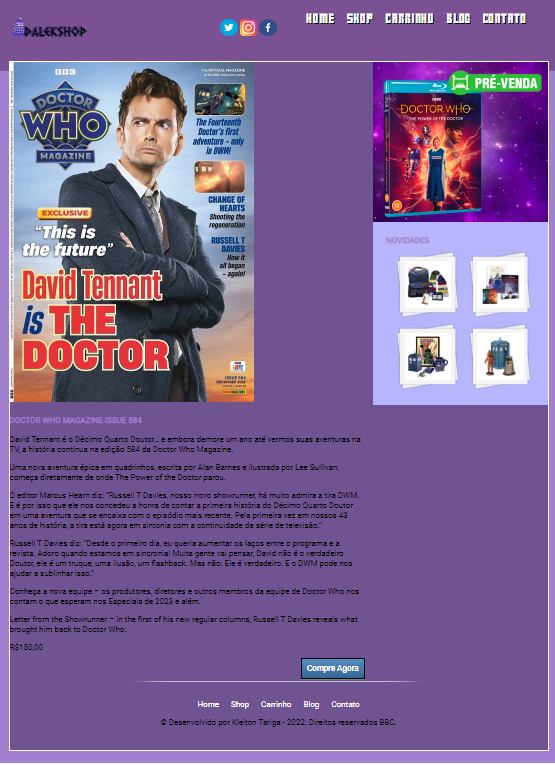 DALEKSHOP
HOME SHOP CARRINHO BLOG CONTATO
BBC
THE OFFICIAL MAGAZINE
DOCTOR
WHO
MAGAZINE
The Fourteenth
Doctor's first
adventure – only
in DWM!
EXCLUSIVE
"This is
the future"
CHANGE OF
HEARTS
Shooting the
regeneration
RUSSELL T
DAVIES
How it
all began
– again!
David Tennant
is THE
DOCTOR
ISSUE 584
DECEMBER 2022
PRÉ-VENDA
DOCTOR WHO
THE POWER OF THE DOCTOR
12
NOVIDADES
DOCTOR WHO MAGAZINE ISSUE 584
David Tennant é o Décimo Quarto Doutor... e embora demore um ano até vermos suas aventuras na
TV, a história continua na edição 584 da Doctor Who Magazine.
Uma nova aventura épica em quadrinhos, escrita por Alan Barnes e ilustrada por Lee Sullivan,
começa diretamente de onde The Power of the Doctor parou.
O editor Marcus Hearn diz: "Russell T Davies, nosso novo showrunner, há muito admira a tira DWM.
E é por isso que ele nos concedeu a honra de contar a primeira história do Décimo Quarto Doutor
em uma aventura que se encaixa com o episódio mais recente. Pela primeira vez em nossos 43
anos de história, a tira está agora em sintonia com a continuidade da série de televisão."
Russell T Davies diz: "Desde o primeiro dia, eu queria aumentar os laços entre o programa e a
revista. Adoro quando estamos em sincronia! Muita gente vai pensar, David não é o verdadeiro
Doutor, ele é um truque, uma ilusão, um flashback. Mas não. Ele é verdadeiro. E o DWM pode nos
ajudar a sublinhar isso."
Conheça a nova equipe – os produtores, diretores e outros membros da equipe de Doctor Who nos
contam o que esperam nos Especiais de 2023 e além.
Letter from the Showrunner – in the first of his new regular columns, Russell T Davies reveals what
brought him back to Doctor Who.
R$150,00
Compre Agora
Home Shop Carrinho Blog Contato
© Desenvolvido por Kleiton Tariga - 2022. Direitos reservados BBC.